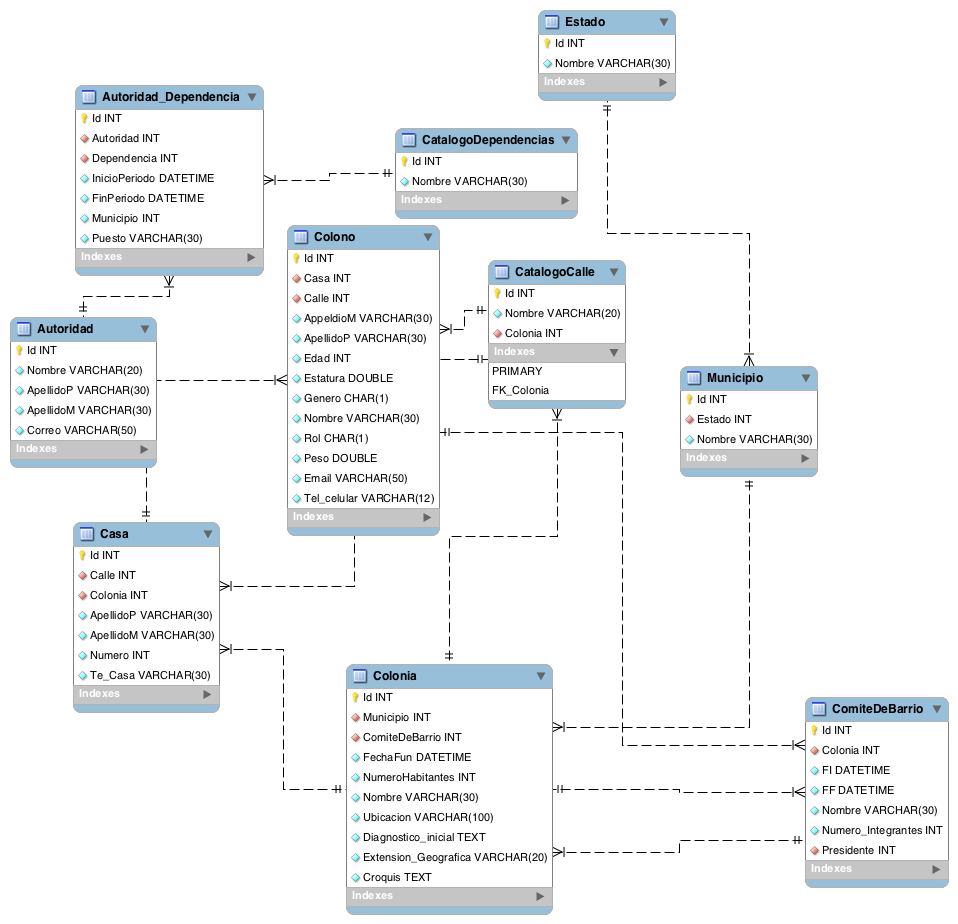 Estado
Id INT
Nombre VARCHAR(30)
Indexes
Autoridad_Dependencia
Id INT
Autoridad INT
Dependencia INT
InicioPeriodo DATETIME
FinPeriodo DATETIME
Municipio INT
Puesto VARCHAR(30)
Indexes
CatalogoDependencias
Id INT
Nombre VARCHAR(30)
Indexes
Colono
Id INT
Casa INT
Calle INT
AppeldioM VARCHAR(30)
ApellidoP VARCHAR(30)
Edad INT
Estatura DOUBLE
Genero CHAR(1)
Nombre VARCHAR(30)
Rol CHAR(1)
Peso DOUBLE
Email VARCHAR(50)
Tel_celular VARCHAR(12)
Indexes
CatalogoCalle
Id INT
Nombre VARCHAR(20)
Colonia INT
Indexes
PRIMARY
FK_Colonia
Autoridad
Id INT
Nombre VARCHAR(20)
ApellidoP VARCHAR(30)
ApellidoM VARCHAR(30)
Correo VARCHAR(50)
Indexes
Municipio
Id INT
Estado INT
Nombre VARCHAR(30)
Indexes
Casa
Id INT
Calle INT
Colonia INT
ApellidoP VARCHAR(30)
ApellidoM VARCHAR(30)
Numero INT
Te_Casa VARCHAR(30)
Indexes
Colonia
Id INT
Municipio INT
ComiteDeBarrio INT
FechaFun DATETIME
NumeroHabitantes INT
Nombre VARCHAR(30)
Ubicacion VARCHAR(100)
Diagnostico_inicial TEXT
Extension_Geografica VARCHAR(20)
Croquis TEXT
Indexes
ComiteDeBarrio
Id INT
Colonia INT
FI DATETIME
FF DATETIME
Nombre VARCHAR(30)
Numero_Integrantes INT
Presidente INT
Indexes